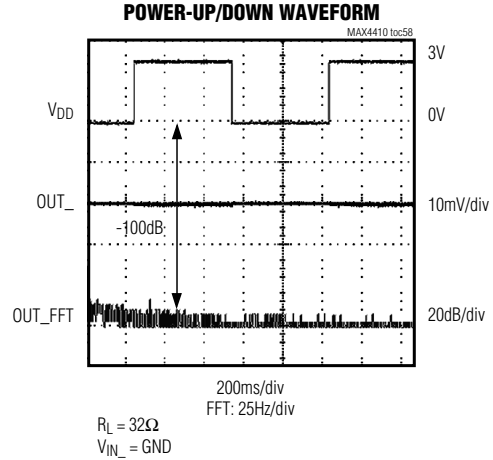 POWER-UP/DOWN WAVEFORM
MAX4410 toc58
3V
VDD
0V
OUT_
10mV/div
-100dB
OUT_FFT
20dB/div
200ms/div
FFT: 25Hz/div
RL = 32Ω
VIN_ = GND